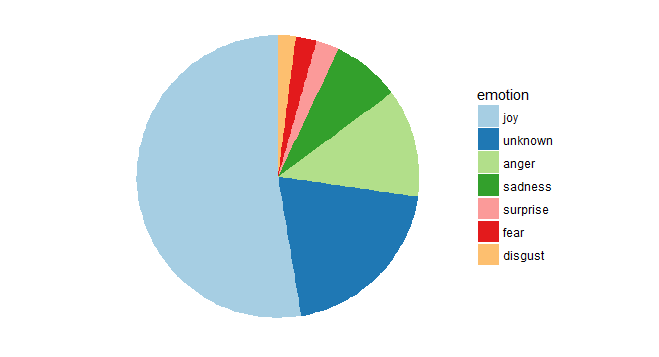 emotion
joy
unknown
anger
sadness
surprise
fear
disgust